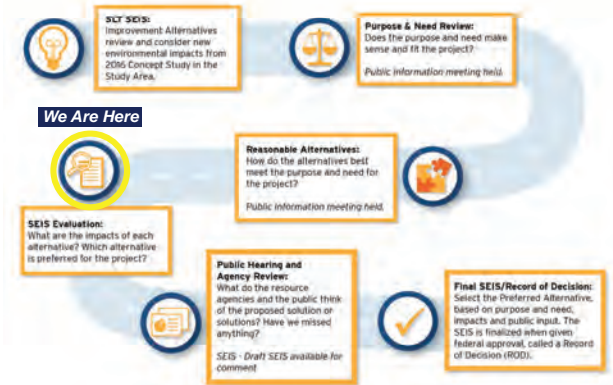 SLT SEIS:
Improvement Alternatives
review and consider new
environmental impacts from
2016 Concept Study in the
Study Area.
Purpose & Need Review:
Does the purpose and need make
sense and fit the project?
Public information meeting held.
We Are Here
Reasonable Alternatives:
How do the alternatives best
meet the purpose and need for
the project?
Public information meeting held.
SEIS Evaluation:
What are the impacts of each
alternative? Which alternative
is preferred for the project?
Public Hearing and
Agency Review:
What do the resource
agencies and the public think
of the proposed solution or
solutions? Have we missed
anything?
SEIS - Draft SEIS available for
comment
Final SEIS/Record of Decision:
Select the Preferred Alternative,
based on purpose and need,
impacts and public input. The
SEIS is finalized when given
federal approval, called a Record
of Decision (ROD).